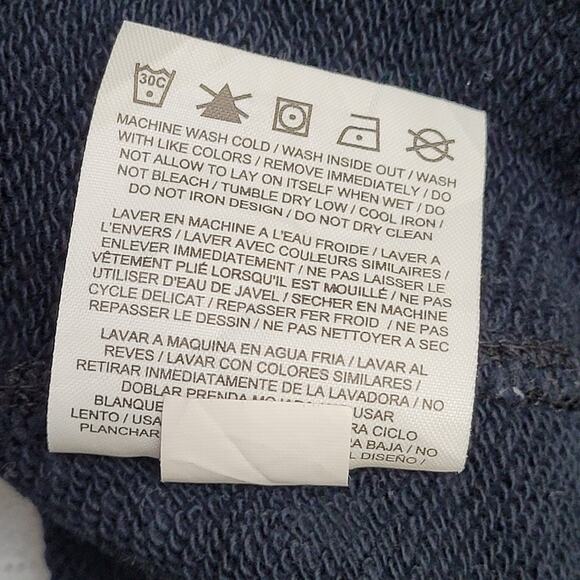 30C
MACHINE WASH COLD / WASH INSIDE OUT / WASH
WITH LIKE COLORS / REMOVE IMMEDIATELY / DO
NOT ALLOW TO LAY ON ITSELF WHEN WET / DO
NOT BLEACH / TUMBLE DRY LOW / COOL IRON /
DO NOT IRON DESIGN / DO NOT DRY CLEAN
LAVER EN MACHINE A L'EAU FROIDE / LAVER A
L'ENVERS / LAVER AVEC COULEURS SIMILAIRES /
ENLEVER IMMEDIATEMENT / NE PAS LAISSER LE
VÊTEMENT PLIÉ LORSQU'IL EST MOUILLÉ / NE PAS
UTILISER D'EAU DE JAVEL / SECHER EN MACHINE
CYCLE DELICAT / REPASSER FER FROID / NE PAS
REPASSER LE DESSIN / NE PAS NETTOYER A SEC
LAVAR A MAQUINA EN AGUA FRIA / LAVAR AL
REVES / LAVAR CON COLORES SIMILARES /
RETIRAR IMMEDIATAMENTE DE LA LAVADORA / NO
DOBLAR PRENDA USAR
CICLO
LENTO / BAJA / NO
PLANCHAR DISEÑO /